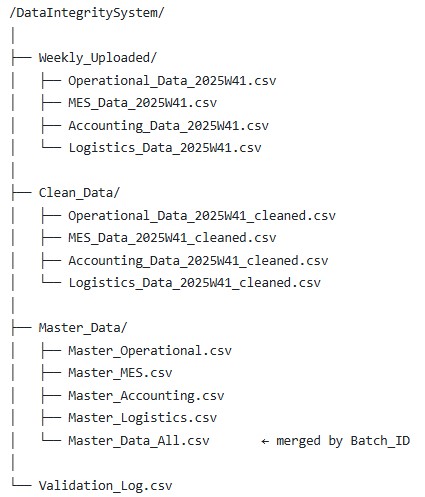 /DataIntegritySystem/
│
├── Weekly_Uploaded/
│   ├── Operational_Data_2025W41.csv
│   ├── MES_Data_2025W41.csv
│   ├── Accounting_Data_2025W41.csv
│   └── Logistics_Data_2025W41.csv
│
├── Clean_Data/
│   ├── Operational_Data_2025W41_cleaned.csv
│   ├── MES_Data_2025W41_cleaned.csv
│   ├── Accounting_Data_2025W41_cleaned.csv
│   └── Logistics_Data_2025W41_cleaned.csv
│
├── Master_Data/
│   ├── Master_Operational.csv
│   ├── Master_MES.csv
│   ├── Master_Accounting.csv
│   ├── Master_Logistics.csv
│   └── Master_Data_All.csv       ← merged by Batch_ID
│
└── Validation_Log.csv